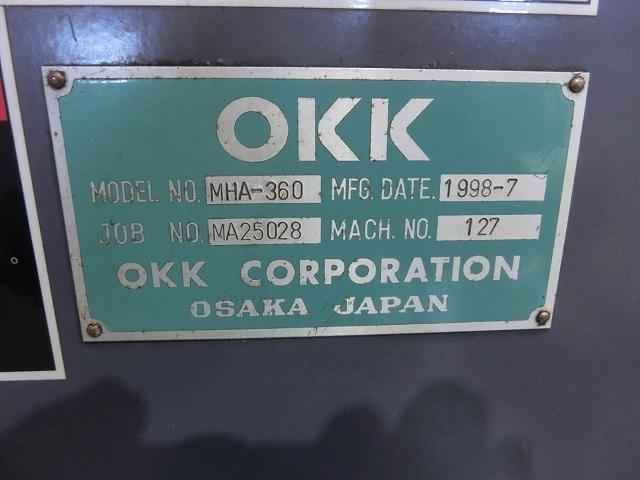 OKK
MODEL NO. MHA-360 MFG. DATE. 1998-7
JOB NO. MA25028 MACH. NO. 127
OKK CORPORATION
OSAKA JAPAN